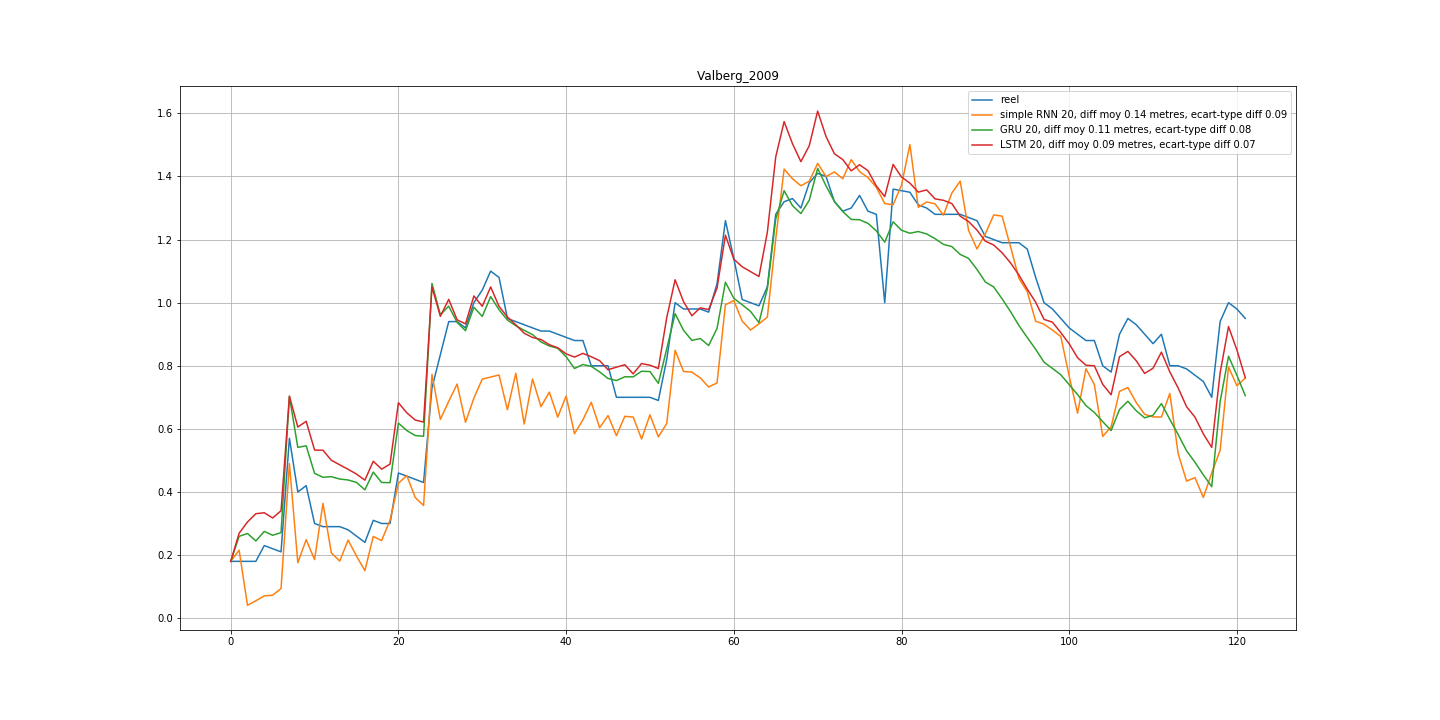 Valberg_2009
reel
simple RNN 20, diff moy 0.14 metres, ecart-type diff 0.09
GRU 20, diff moy 0.11 metres, ecart-type diff 0.08
LSTM 20, diff moy 0.09 metres, ecart-type diff 0.07
1.6
1.4
1.2
1.0
0.8
0.6
0.4
0.2
0.0
0 20 40 60 80 100 120